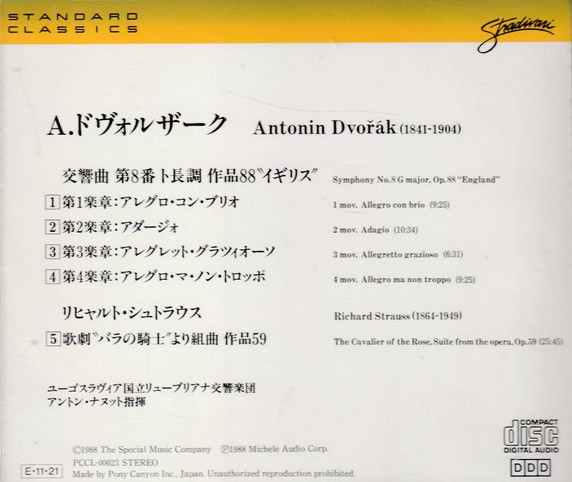 STANDARD
CLASSICS
Stradivari
A.ドヴォルザーク Antonin Dvořák (1841-1904)
交響曲 第8番ト長調 作品88〝イギリス〟 Symphony No.8 G major, Op.88 "England"
1 第1楽章：アレグロ・コン・ブリオ 1 mov. Allegro con brio (9:25)
2 第2楽章：アダージォ 2 mov. Adagio (10:34)
3 第3楽章：アレグレット・グラツィオーソ 3 mov. Allegretto grazioso (6:31)
4 第4楽章：アレグロ・マ・ノン・トロッポ 4 mov. Allegro ma non troppo (9:25)
リヒャルト・シュトラウス Richard Strauss (1864-1949)
5 歌劇〝バラの騎士〟より組曲 作品59 The Cavalier of the Rose, Suite from the opera, Op.59 (25:45)
ユーゴスラヴィア国立リューブリアナ交響楽団
アントン・ナヌット指揮
©1988 The Special Music Company ℗1988 Michele Audio Corp.
PCCL-00023 STEREO
E・11・21 Made by Pony Canyon Inc., Japan. Unauthorized reproduction prohibited.
COMPACT
disc
DIGITAL AUDIO
DDD